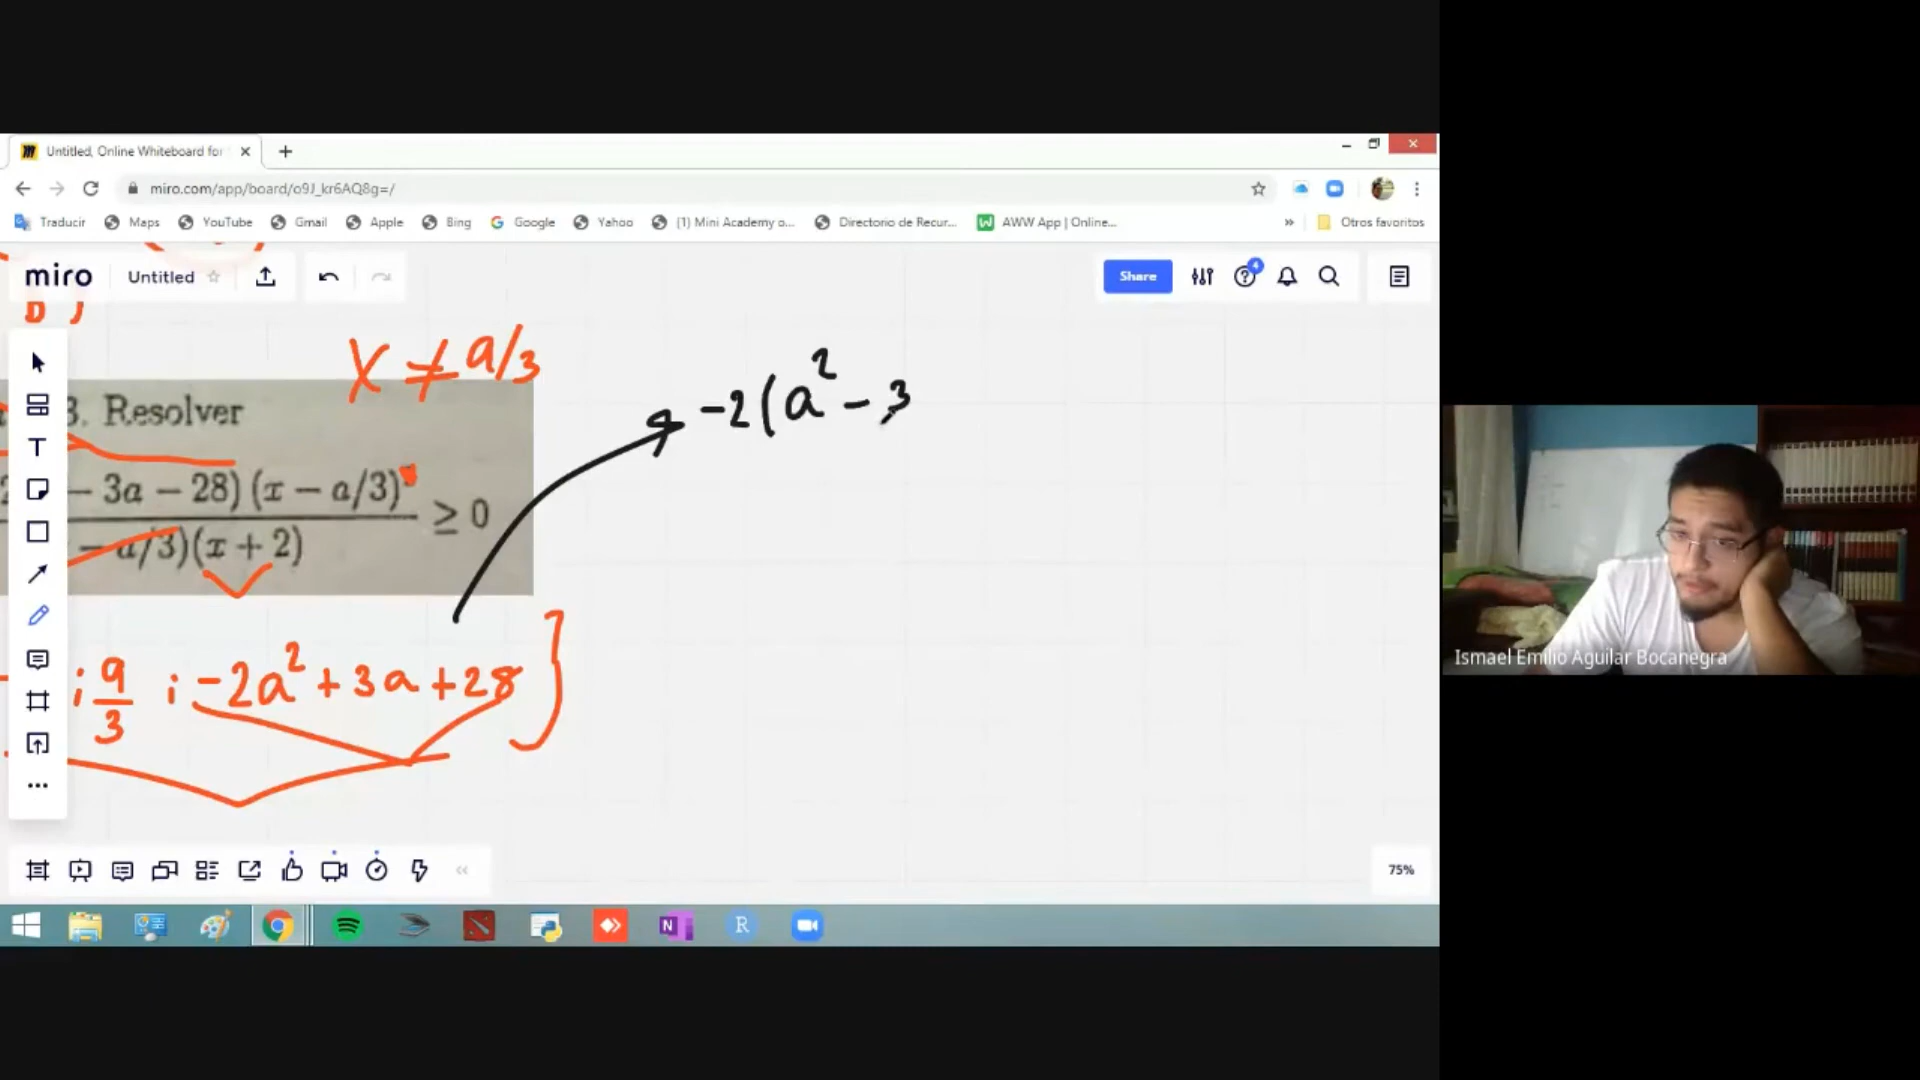 Untitled, Online Whiteboard for
miro.com/app/board/o9J_kr6AQ8g=/
Traducir Maps YouTube Gmail Apple Bing Google Yahoo (1) Mini Academy o... Directorio de Recur... AWW App | Online... » Otros favoritos
miro Untitled Share 4
x ≠ a/3
3. Resolver
− 3a − 28) (x − a/3)
≥ 0
− a/3)(x + 2)
-2(a² - 3
; a/3 ; -2a² + 3a + 28 ]
Ismael Emilio Aguilar Bocanegra
75%